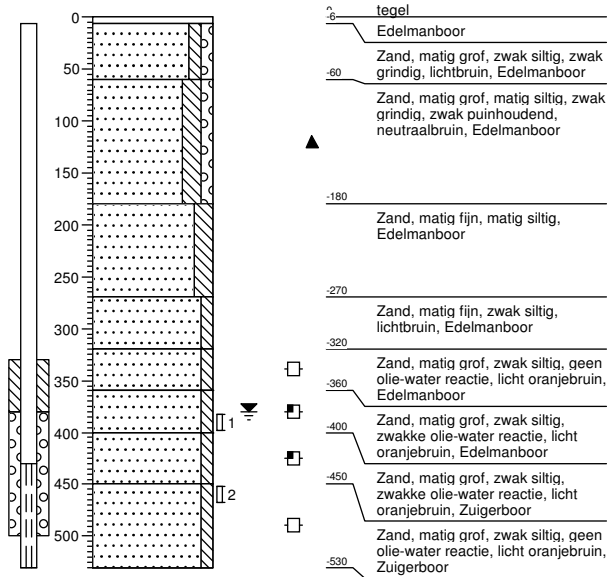 0
50
100
150
200
250
300
350
400
450
500
1
2
0
tegel
-6
Edelmanboor
Zand, matig grof, zwak siltig, zwak
grindig, lichtbruin, Edelmanboor
-60
Zand, matig grof, matig siltig, zwak
grindig, zwak puinhoudend,
neutraalbruin, Edelmanboor
-180
Zand, matig fijn, matig siltig,
Edelmanboor
-270
Zand, matig fijn, zwak siltig,
lichtbruin, Edelmanboor
-320
Zand, matig grof, zwak siltig, geen
olie-water reactie, licht oranjebruin,
Edelmanboor
-360
Zand, matig grof, zwak siltig,
zwakke olie-water reactie, licht
oranjebruin, Edelmanboor
-400
Zand, matig grof, zwak siltig,
zwakke olie-water reactie, licht
oranjebruin, Zuigerboor
-450
Zand, matig grof, zwak siltig, geen
olie-water reactie, licht oranjebruin,
Zuigerboor
-530